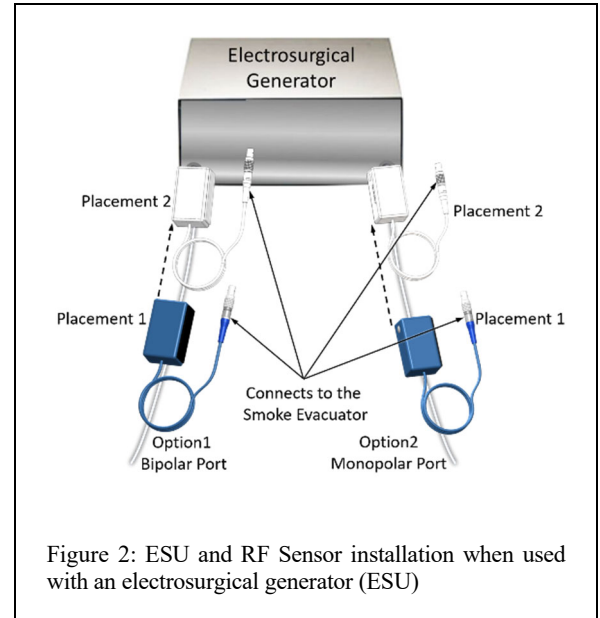 Electrosurgical
Generator
Placement 2
Placement 2
Placement 1
Placement 1
Connects to the
Smoke Evacuator
Option1
Bipolar Port
Option2
Monopolar Port
Figure 2: ESU and RF Sensor installation when used
with an electrosurgical generator (ESU)